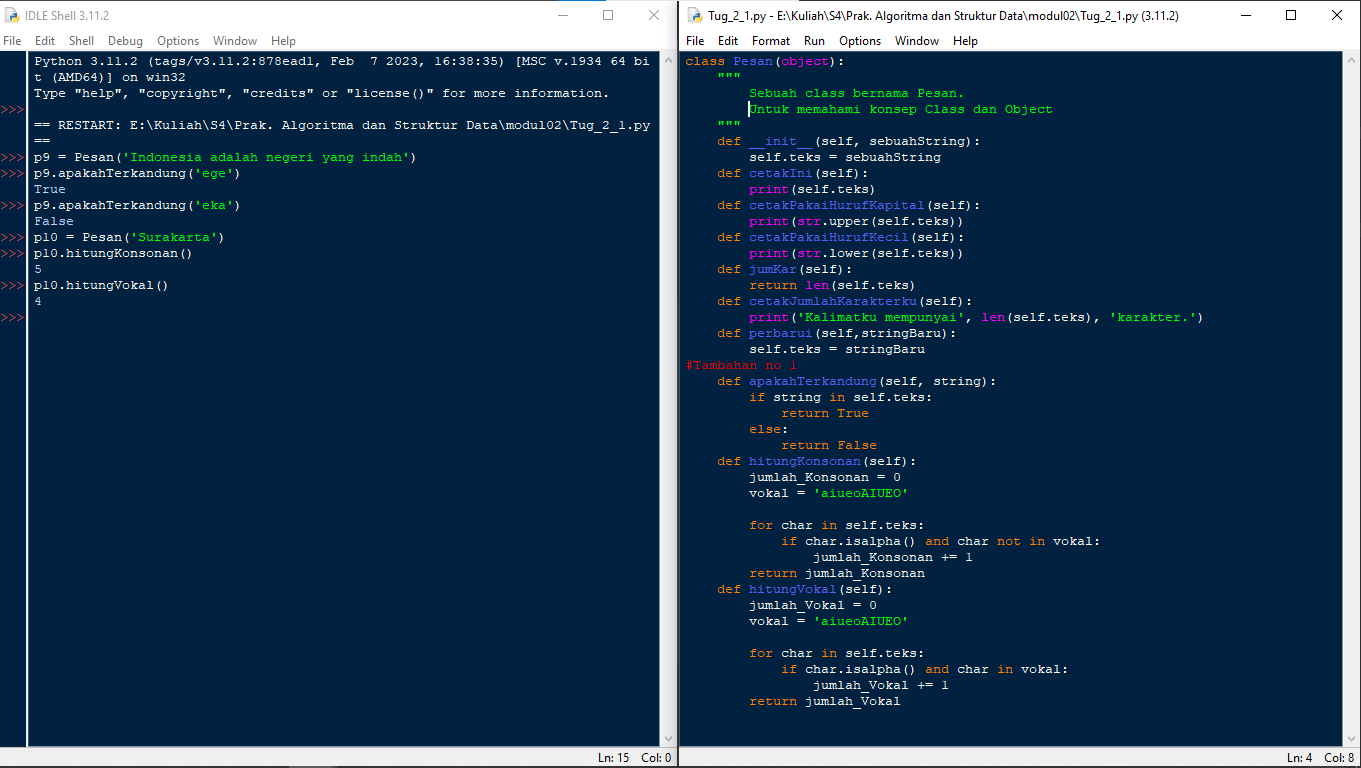 IDLE Shell 3.11.2
File Edit Shell Debug Options Window Help
Python 3.11.2 (tags/v3.11.2:878ead1, Feb  7 2023, 16:38:35) [MSC v.1934 64 bi
t (AMD64)] on win32
Type "help", "copyright", "credits" or "license()" for more information.
>>>
== RESTART: E:\Kuliah\S4\Prak. Algoritma dan Struktur Data\modul02\Tug_2_1.py
==
>>> p9 = Pesan('Indonesia adalah negeri yang indah')
>>> p9.apakahTerkandung('ege')
True
>>> p9.apakahTerkandung('eka')
False
>>> p10 = Pesan('Surakarta')
>>> p10.hitungKonsonan()
5
>>> p10.hitungVokal()
4
>>>
Ln: 15 Col: 0
Tug_2_1.py - E:\Kuliah\S4\Prak. Algoritma dan Struktur Data\modul02\Tug_2_1.py (3.11.2)
File Edit Format Run Options Window Help
class Pesan(object):
    """
        Sebuah class bernama Pesan.
        Untuk memahami konsep Class dan Object
    """
    def __init__(self, sebuahString):
        self.teks = sebuahString
    def cetakIni(self):
        print(self.teks)
    def cetakPakaiHurufKapital(self):
        print(str.upper(self.teks))
    def cetakPakaiHurufKecil(self):
        print(str.lower(self.teks))
    def jumKar(self):
        return len(self.teks)
    def cetakJumlahKarakterku(self):
        print('Kalimatku mempunyai', len(self.teks), 'karakter.')
    def perbarui(self,stringBaru):
        self.teks = stringBaru
#Tambahan no 1
    def apakahTerkandung(self, string):
        if string in self.teks:
            return True
        else:
            return False
    def hitungKonsonan(self):
        jumlah_Konsonan = 0
        vokal = 'aiueoAIUEO'
        for char in self.teks:
            if char.isalpha() and char not in vokal:
                jumlah_Konsonan += 1
        return jumlah_Konsonan
    def hitungVokal(self):
        jumlah_Vokal = 0
        vokal = 'aiueoAIUEO'
        for char in self.teks:
            if char.isalpha() and char in vokal:
                jumlah_Vokal += 1
        return jumlah_Vokal
Ln: 4 Col: 8